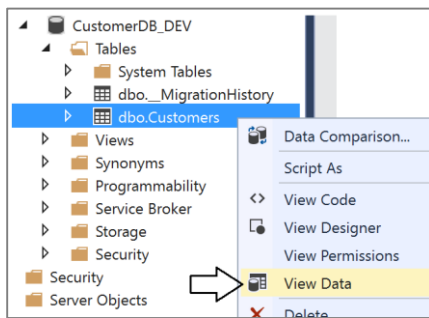 CustomerDB_DEV
Tables
System Tables
dbo.__MigrationHistory
dbo.Customers
Views
Synonyms
Programmability
Service Broker
Storage
Security
Security
Server Objects
Data Comparison...
Script As
View Code
View Designer
View Permissions
View Data
Delete